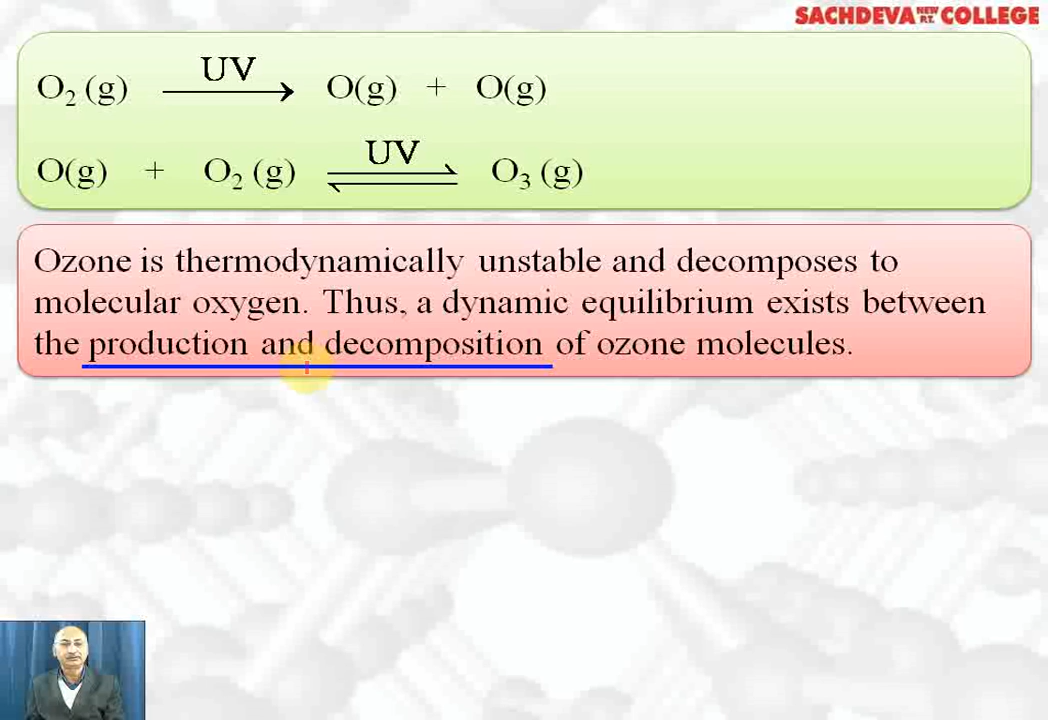 SACHDEVA NEW P.T. COLLEGE
O₂ (g) UV → O(g) + O(g)
O(g) + O₂ (g) UV ⇌ O₃ (g)
Ozone is thermodynamically unstable and decomposes to
molecular oxygen. Thus, a dynamic equilibrium exists between
the production and decomposition of ozone molecules.